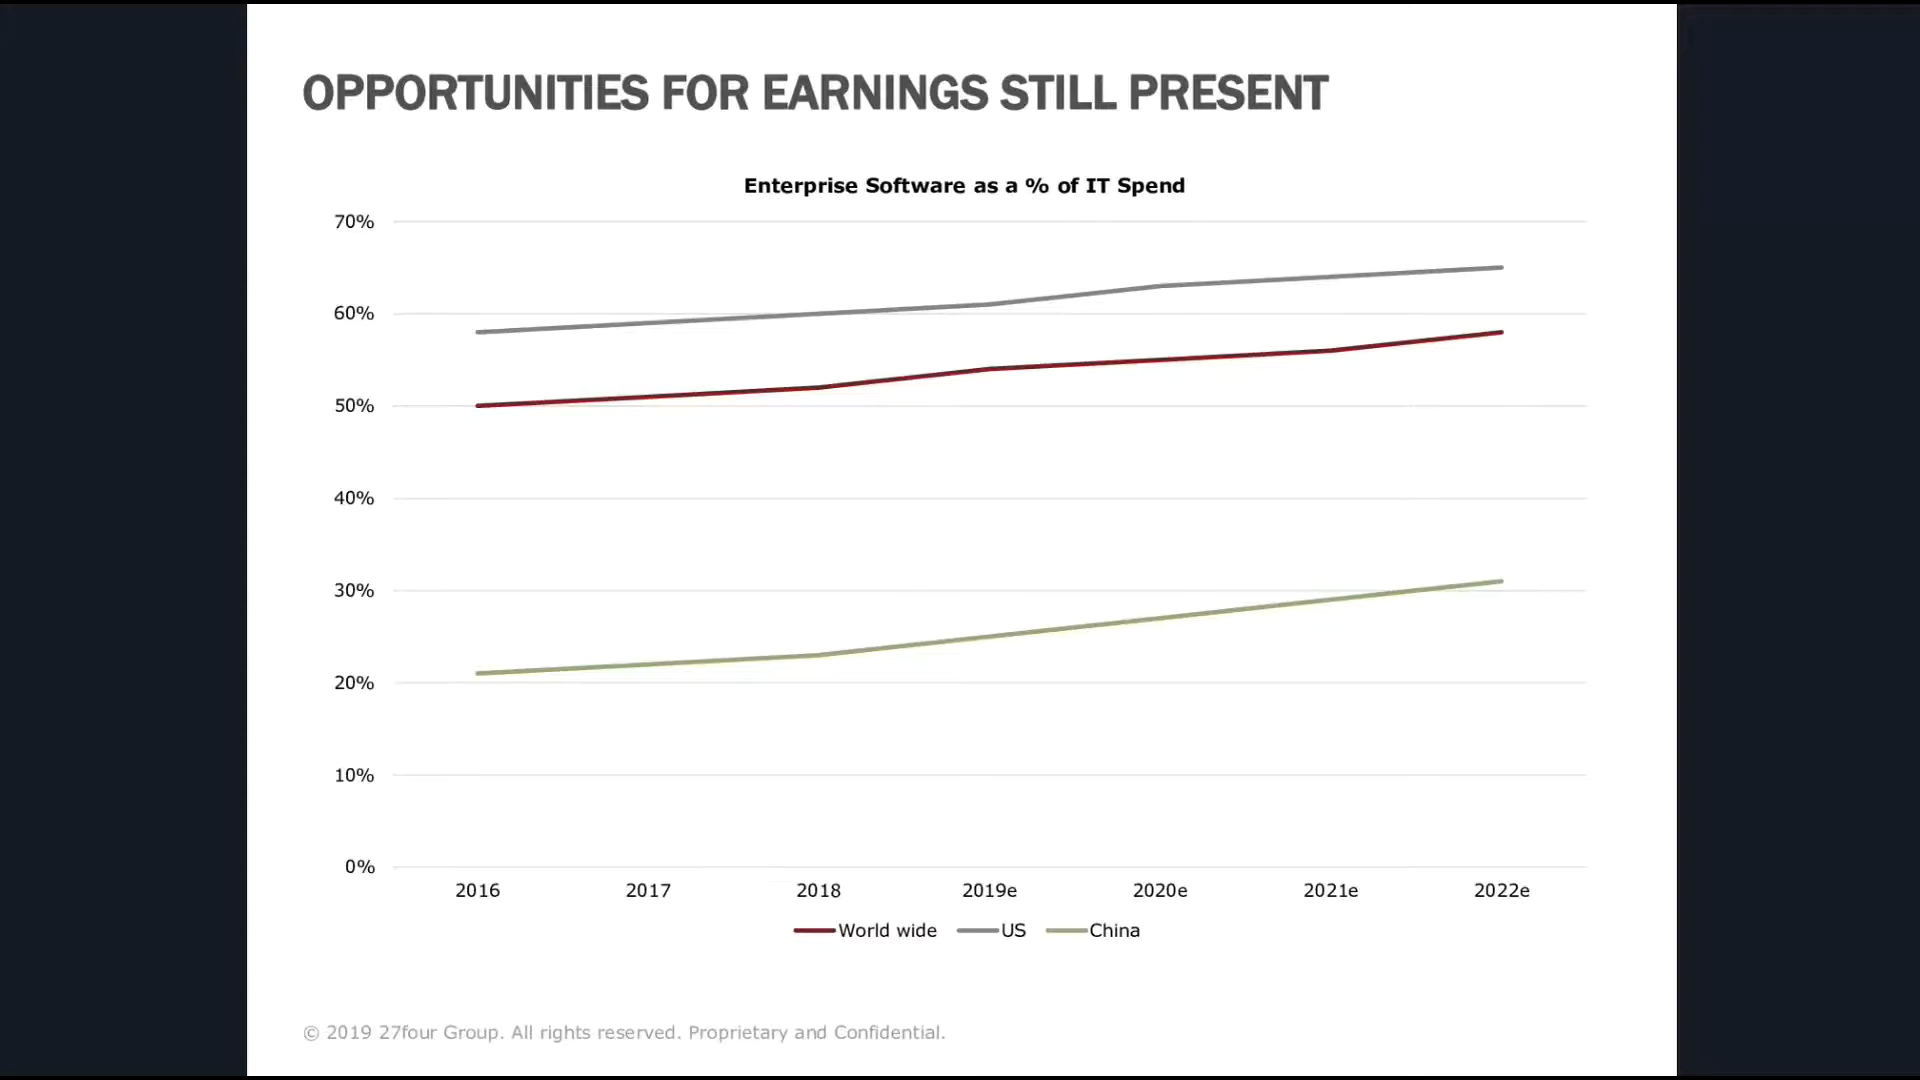 OPPORTUNITIES FOR EARNINGS STILL PRESENT
Enterprise Software as a % of IT Spend
70%
60%
50%
40%
30%
20%
10%
0%
2016 2017 2018 2019e 2020e 2021e 2022e
World wide US China
© 2019 27four Group. All rights reserved. Proprietary and Confidential.